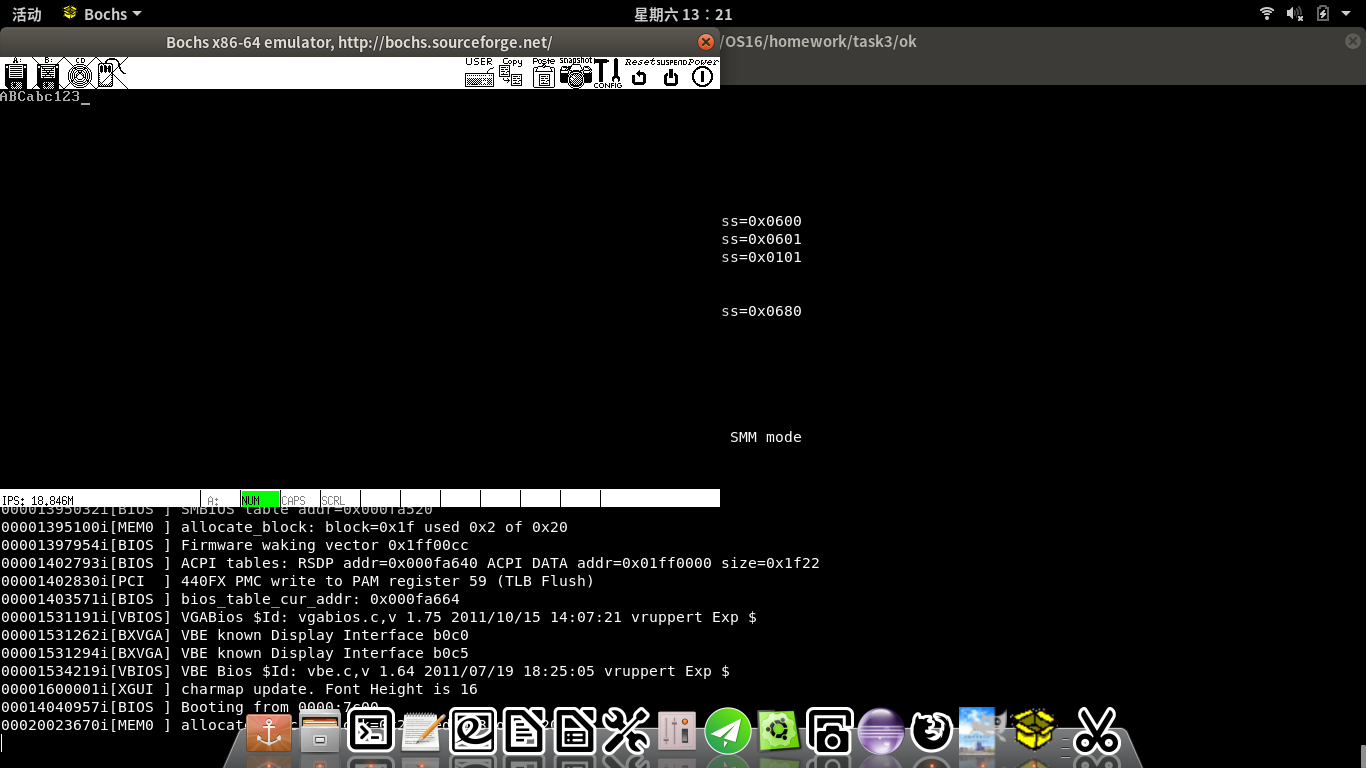 活动 Bochs 星期六 13：21
Bochs x86-64 emulator, http://bochs.sourceforge.net/
/OS16/homework/task3/ok
A: B: CD USER Copy Paste snapshot CONFIG Reset SUSPEND Power
ABCabc123_
ss=0x0600
ss=0x0601
ss=0x0101
ss=0x0680
SMM mode
IPS: 18.846M A: NUM CAPS SCRL
00001395032i[BIOS ] SMBIOS table addr=0x000fa520
00001395100i[MEM0 ] allocate_block: block=0x1f used 0x2 of 0x20
00001397954i[BIOS ] Firmware waking vector 0x1ff00cc
00001402793i[BIOS ] ACPI tables: RSDP addr=0x000fa640 ACPI DATA addr=0x01ff0000 size=0x1f22
00001402830i[PCI  ] 440FX PMC write to PAM register 59 (TLB Flush)
00001403571i[BIOS ] bios_table_cur_addr: 0x000fa664
00001531191i[VBIOS] VGABios $Id: vgabios.c,v 1.75 2011/10/15 14:07:21 vruppert Exp $
00001531262i[BXVGA] VBE known Display Interface b0c0
00001531294i[BXVGA] VBE known Display Interface b0c5
00001534219i[VBIOS] VBE Bios $Id: vbe.c,v 1.64 2011/07/19 18:25:05 vruppert Exp $
00001600001i[XGUI ] charmap update. Font Height is 16
00014040957i[BIOS ] Booting from 0000:7c00
00020023670i[MEM0 ]